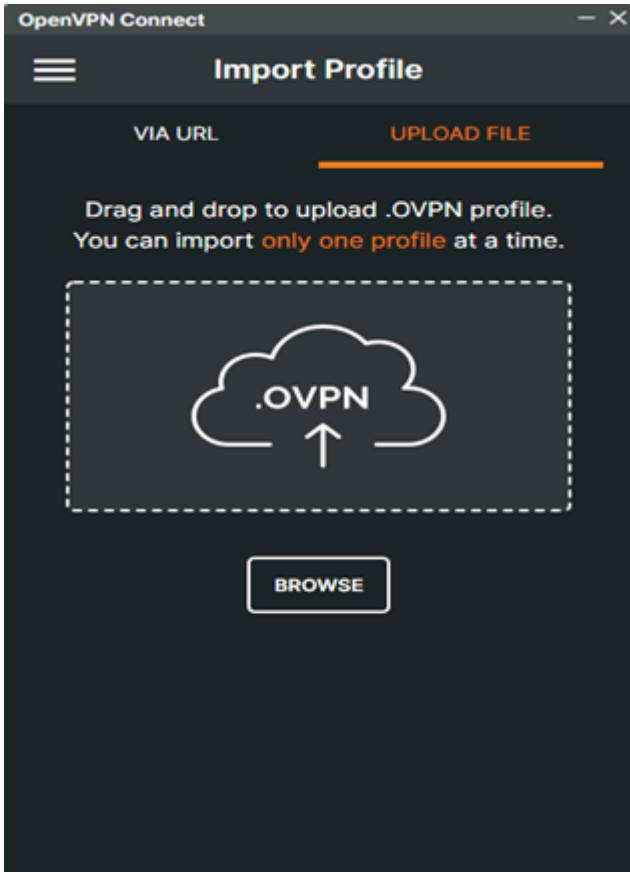 OpenVPN Connect
Import Profile
VIA URL
UPLOAD FILE
Drag and drop to upload .OVPN profile.
You can import only one profile at a time.
.OVPN
BROWSE